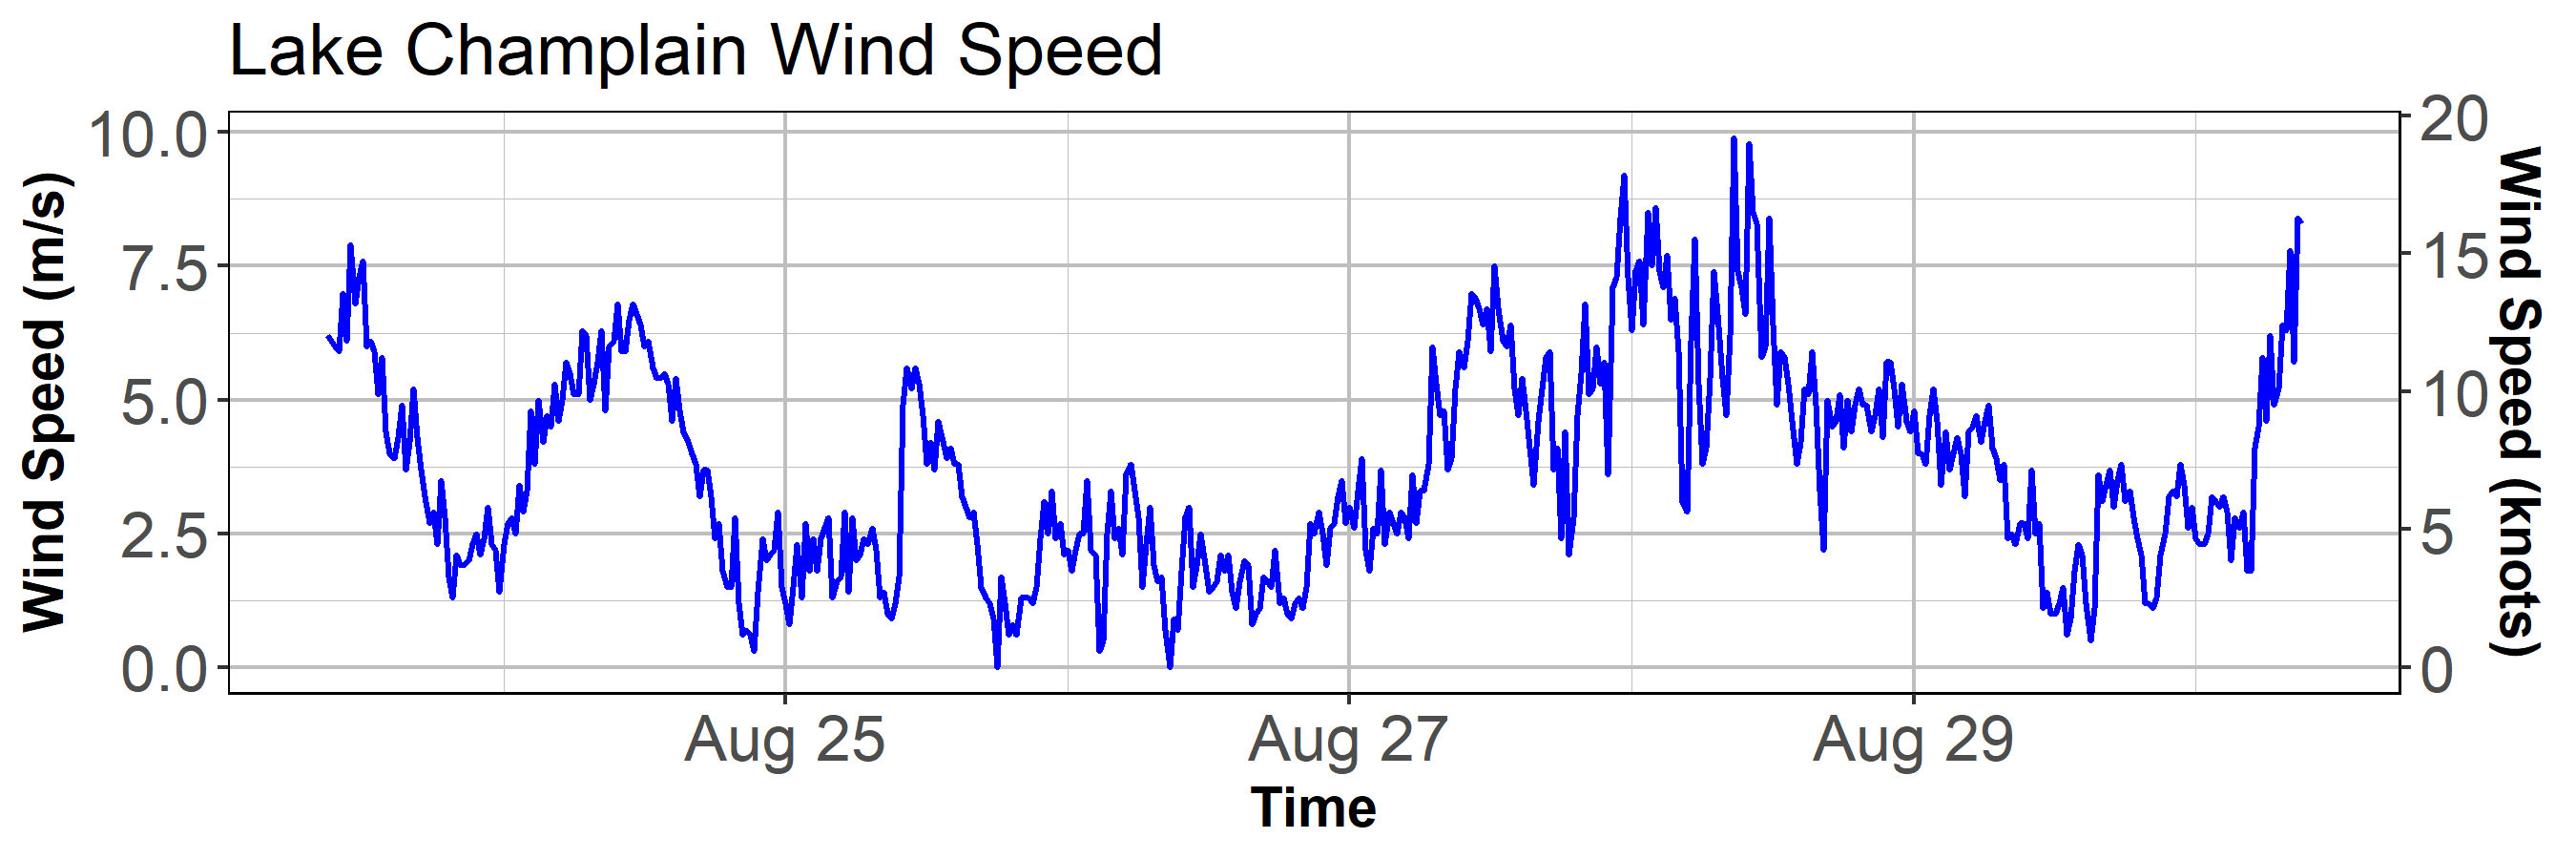 Lake Champlain Wind Speed
Wind Speed (m/s)
10.0
7.5
5.0
2.5
0.0
20
15
10
5
0
Wind Speed (knots)
Aug 25
Aug 27
Aug 29
Time